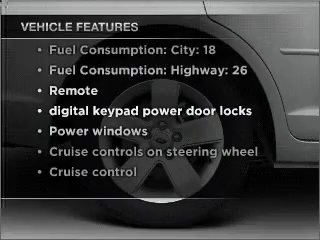 VEHICLE FEATURES
• Fuel Consumption: City: 18
• Fuel Consumption: Highway: 26
• Remote
• digital keypad power door locks
• Power windows
• Cruise controls on steering wheel
• Cruise control